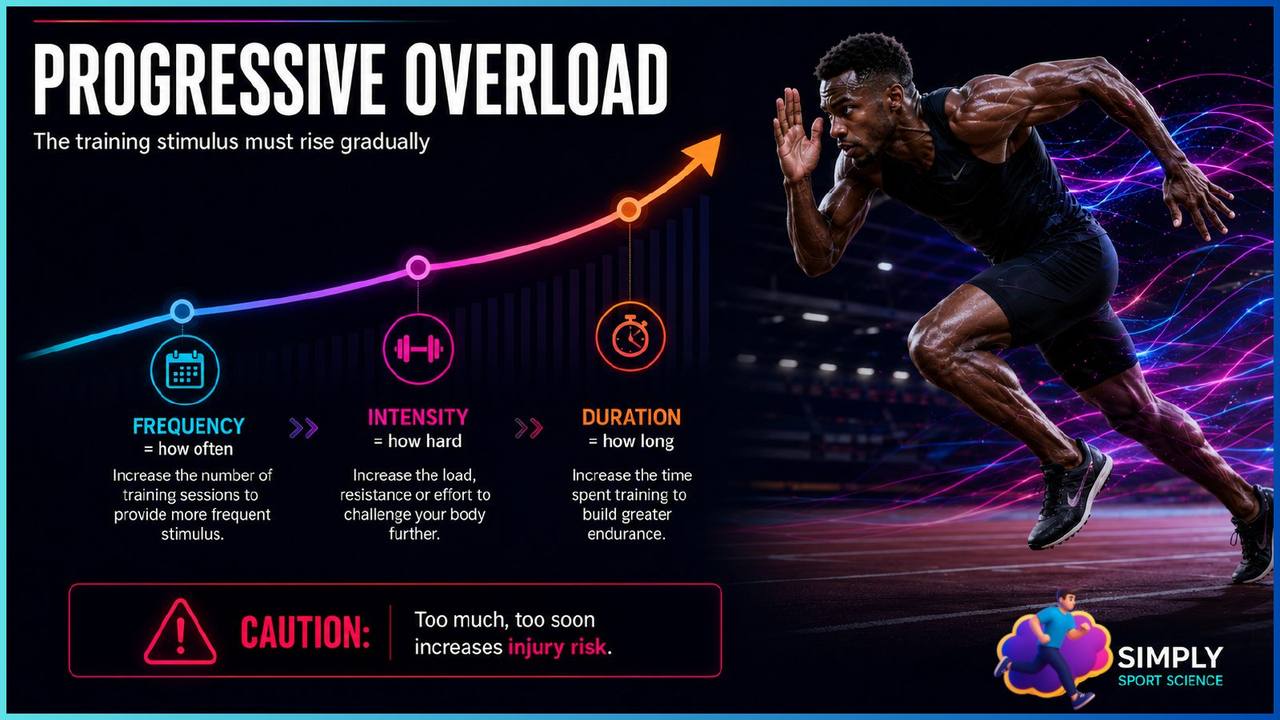 PROGRESSIVE OVERLOAD
The training stimulus must rise gradually
FREQUENCY
= how often
Increase the number of
training sessions to
provide more frequent
stimulus.
INTENSITY
= how hard
Increase the load,
resistance or effort to
challenge your body
further.
DURATION
= how long
Increase the time
spent training to
build greater
endurance.
CAUTION:
Too much, too soon
increases injury risk.
SIMPLY
SPORT SCIENCE